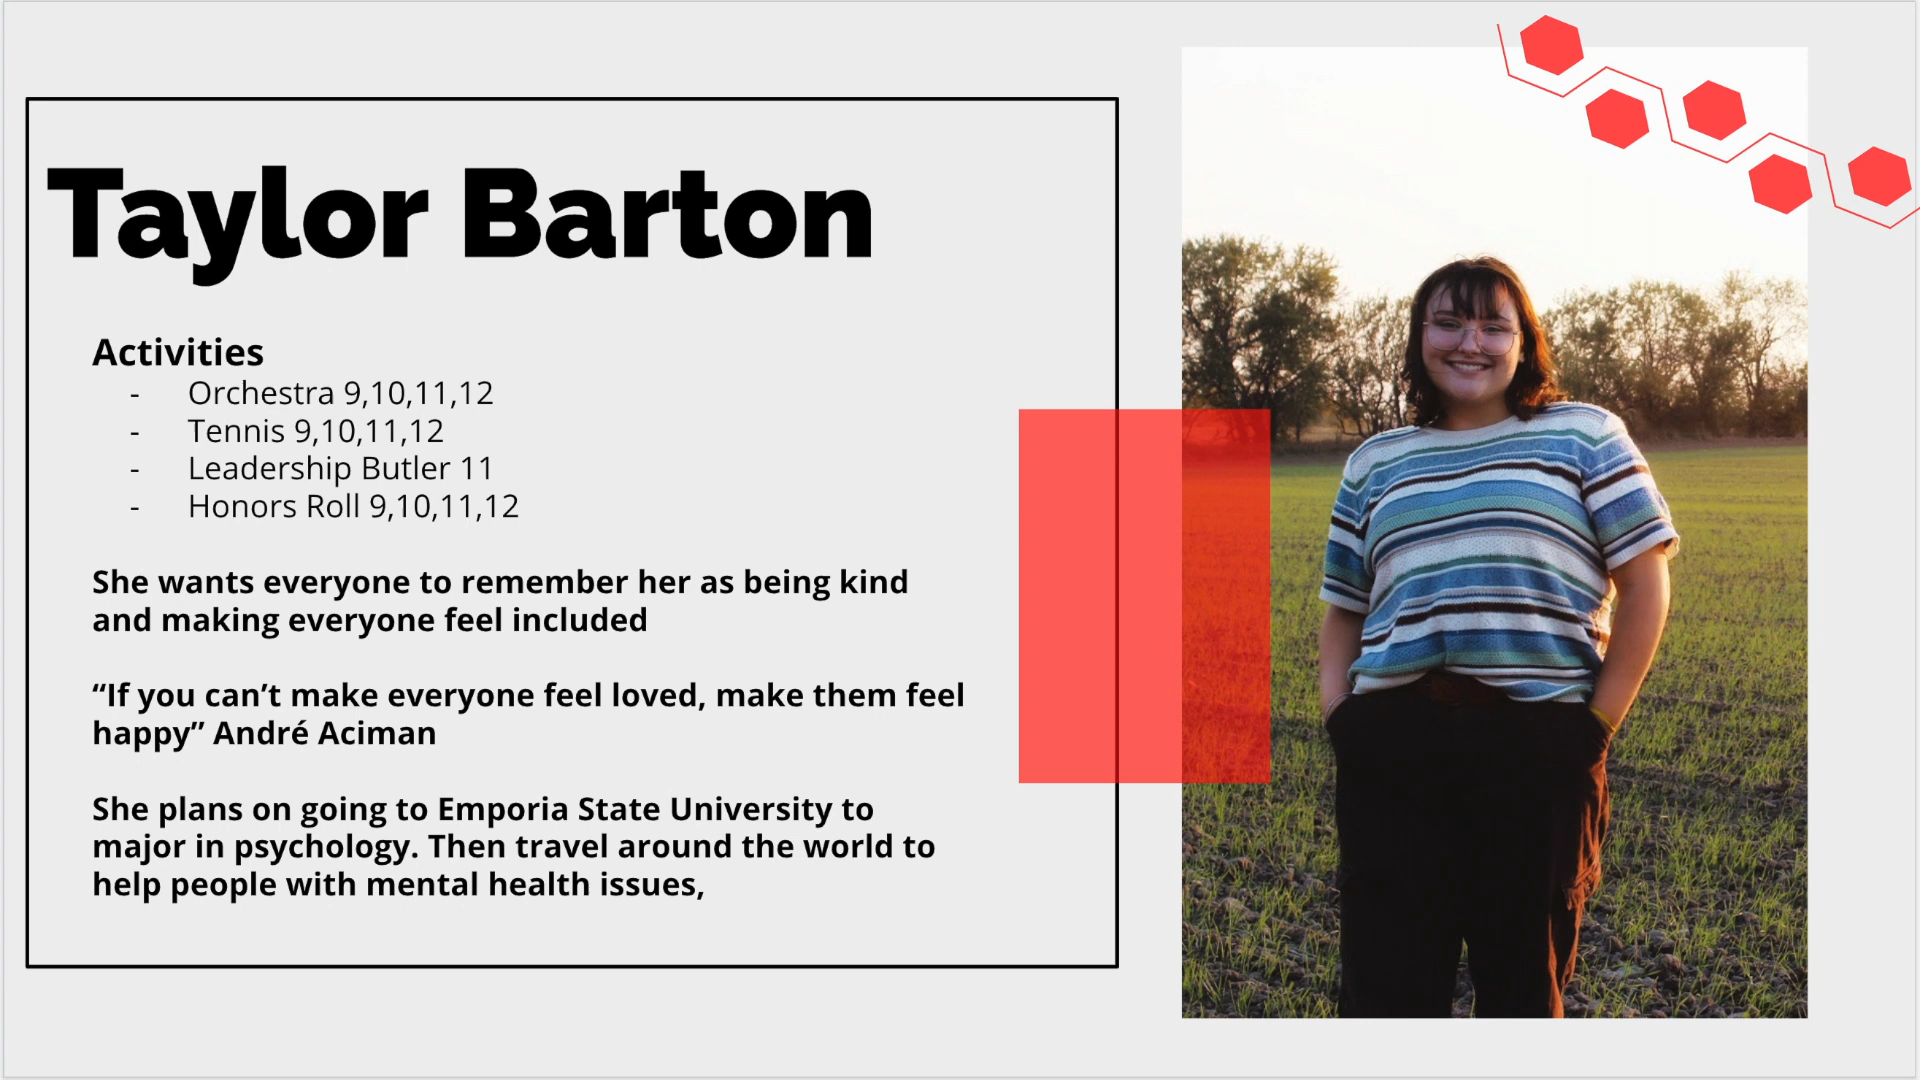 Taylor Barton
Activities
- Orchestra 9,10,11,12
- Tennis 9,10,11,12
- Leadership Butler 11
- Honors Roll 9,10,11,12
She wants everyone to remember her as being kind
and making everyone feel included
“If you can’t make everyone feel loved, make them feel
happy” André Aciman
She plans on going to Emporia State University to
major in psychology. Then travel around the world to
help people with mental health issues,